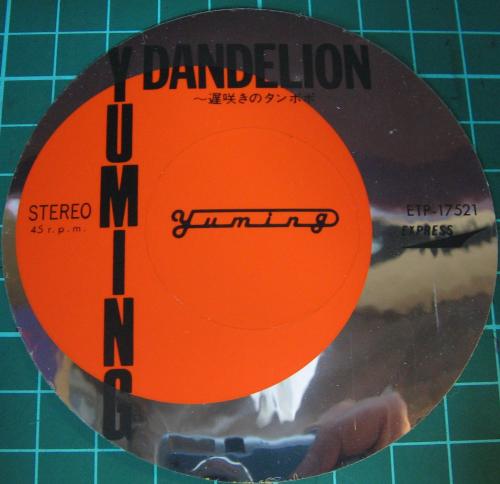 DANDELION
～遅咲きのタンポポ
YUMING
STEREO
45 r.p.m.
yuming
ETP-17521
EXPRESS